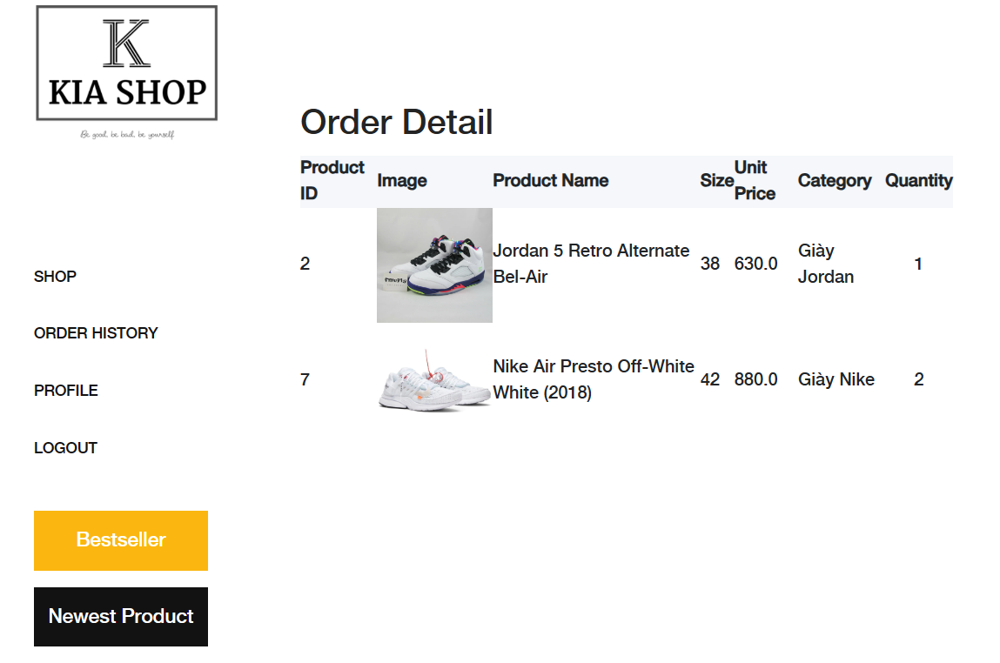 K
KIA SHOP
Be good, be bad, be yourself
Order Detail
Product ID Image Product Name Size Unit Price Category Quantity
2 Jordan 5 Retro Alternate Bel-Air 38 630.0 Giày Jordan 1
7 Nike Air Presto Off-White White (2018) 42 880.0 Giày Nike 2
SHOP
ORDER HISTORY
PROFILE
LOGOUT
Bestseller
Newest Product